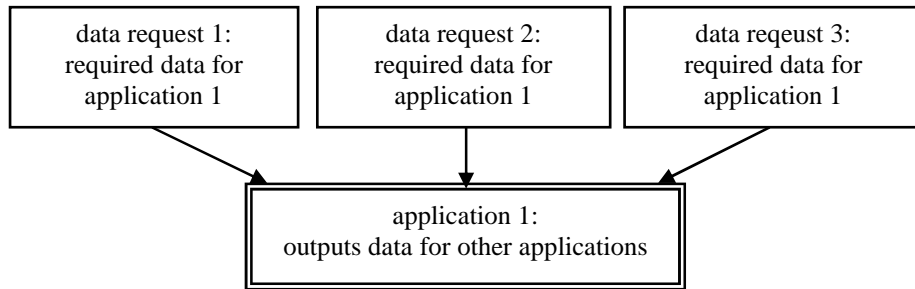 data request 1:
required data for
application 1
data request 2:
required data for
application 1
data reqeust 3:
required data for
application 1
application 1:
outputs data for other applications